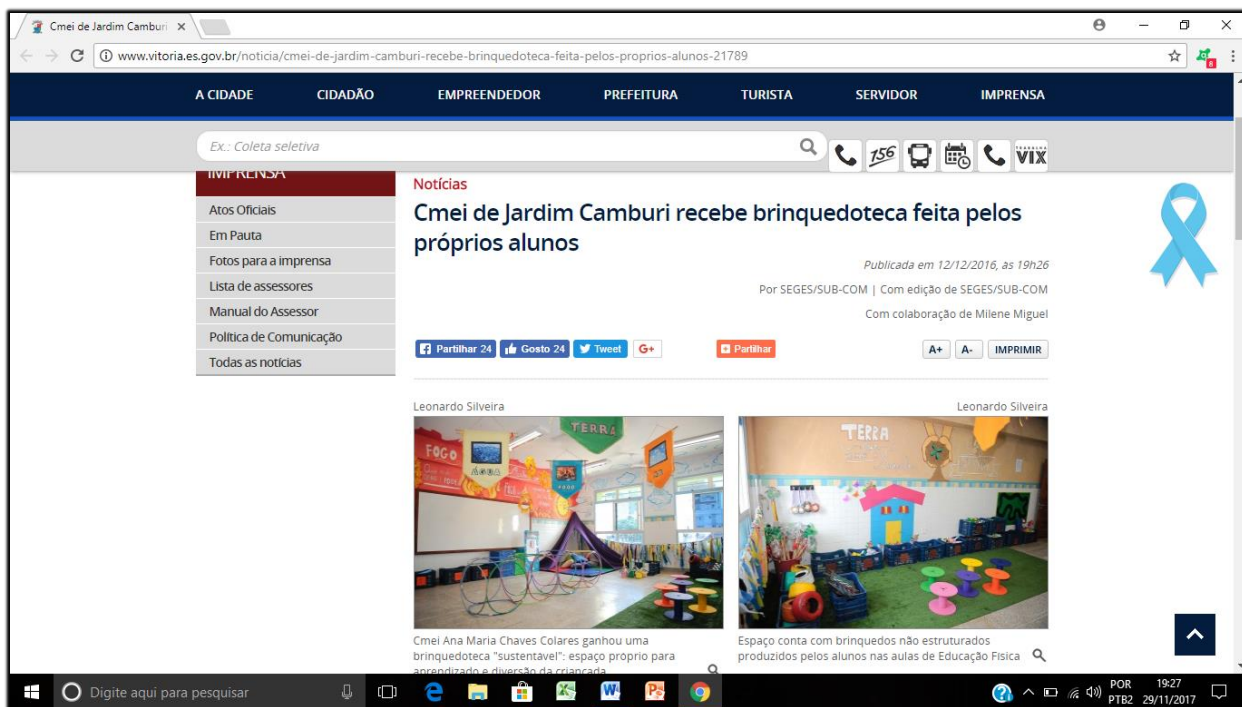 Cmei de Jardim Camburi
www.vitoria.es.gov.br/noticia/cmei-de-jardim-camburi-recebe-brinquedoteca-feita-pelos-proprios-alunos-21789
8
A CIDADE CIDADÃO EMPREENDEDOR PREFEITURA TURISTA SERVIDOR IMPRENSA
Ex.: Coleta seletiva
156
VIX
IMPRENSA
Atos Oficiais
Em Pauta
Fotos para a imprensa
Lista de assessores
Manual do Assessor
Política de Comunicação
Todas as notícias
Notícias
Cmei de Jardim Camburi recebe brinquedoteca feita pelos
próprios alunos
Publicada em 12/12/2016, às 19h26
Por SEGES/SUB-COM | Com edição de SEGES/SUB-COM
Com colaboração de Milene Miguel
Partilhar 24 Gosto 24 Tweet G+ Partilhar A+ A- IMPRIMIR
Leonardo Silveira
FOGO
ÁGUA
TERRA
FOGO
Cmei Ana Maria Chaves Colares ganhou uma
brinquedoteca "sustentável": espaço próprio para
aprendizado e diversão da criançada
Leonardo Silveira
TERRA
Espaço conta com brinquedos não estruturados
produzidos pelos alunos nas aulas de Educação Física
Digite aqui para pesquisar
POR
PTB2
19:27
29/11/2017